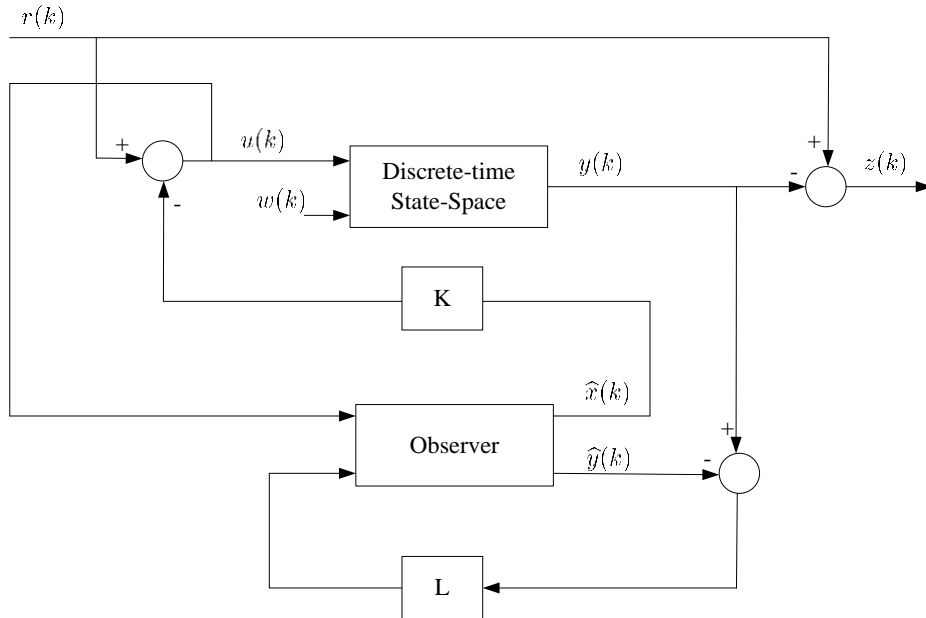 r(k)
+
u(k)
w(k)
Discrete-time
State-Space
y(k)
+
-
z(k)
-
K
x̂(k)
Observer
ŷ(k)
+
-
L